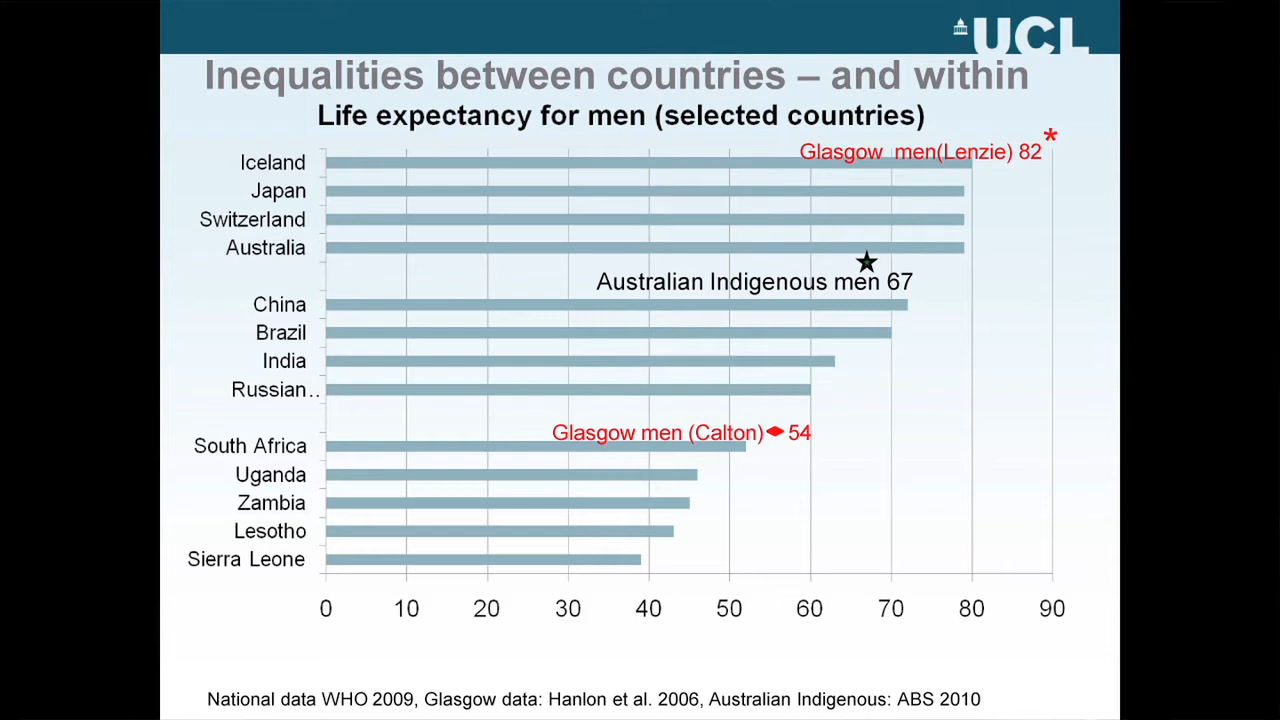 UCL
Inequalities between countries – and within
Life expectancy for men (selected countries)
*
Glasgow men(Lenzie) 82
Iceland
Japan
Switzerland
Australia
Australian Indigenous men 67
China
Brazil
India
Russian..
Glasgow men (Calton) 54
South Africa
Uganda
Zambia
Lesotho
Sierra Leone
0 10 20 30 40 50 60 70 80 90
National data WHO 2009, Glasgow data: Hanlon et al. 2006, Australian Indigenous: ABS 2010